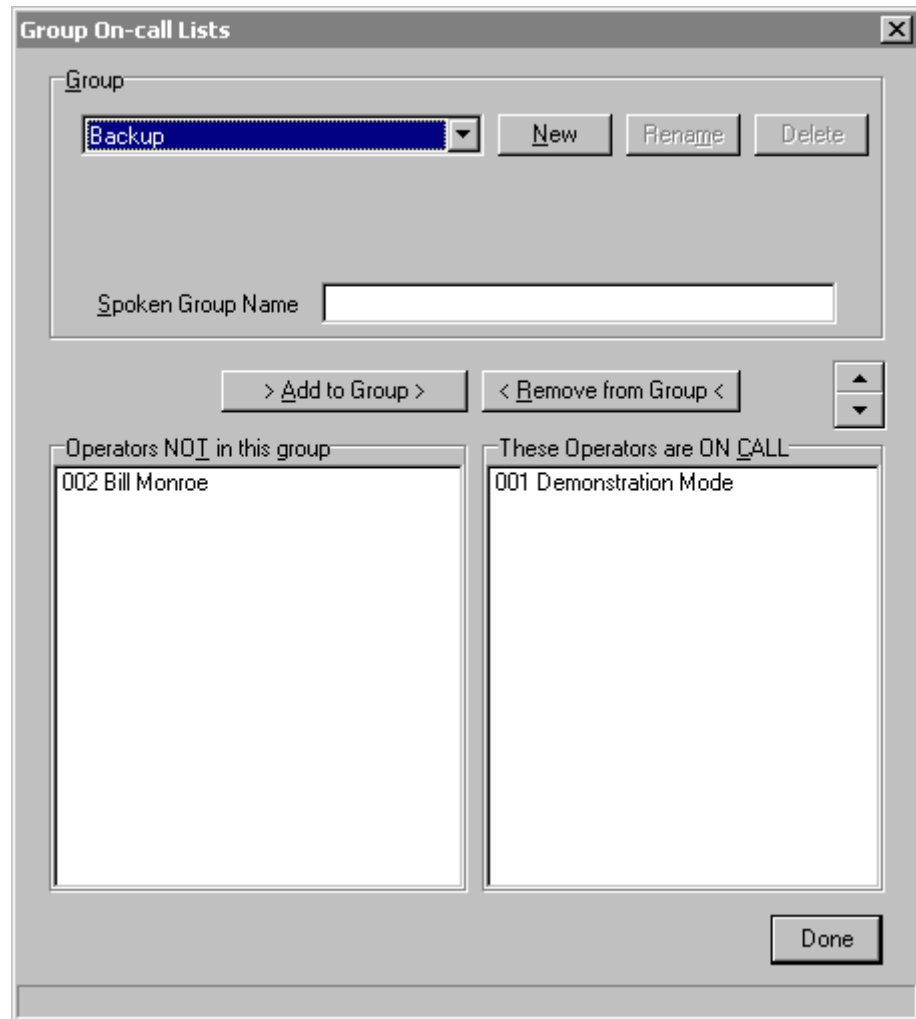 Group On-call Lists
Group
Backup
New
Rename
Delete
Spoken Group Name
> Add to Group >
< Remove from Group <
Operators NOT in this group
These Operators are ON CALL
002 Bill Monroe
001 Demonstration Mode
Done